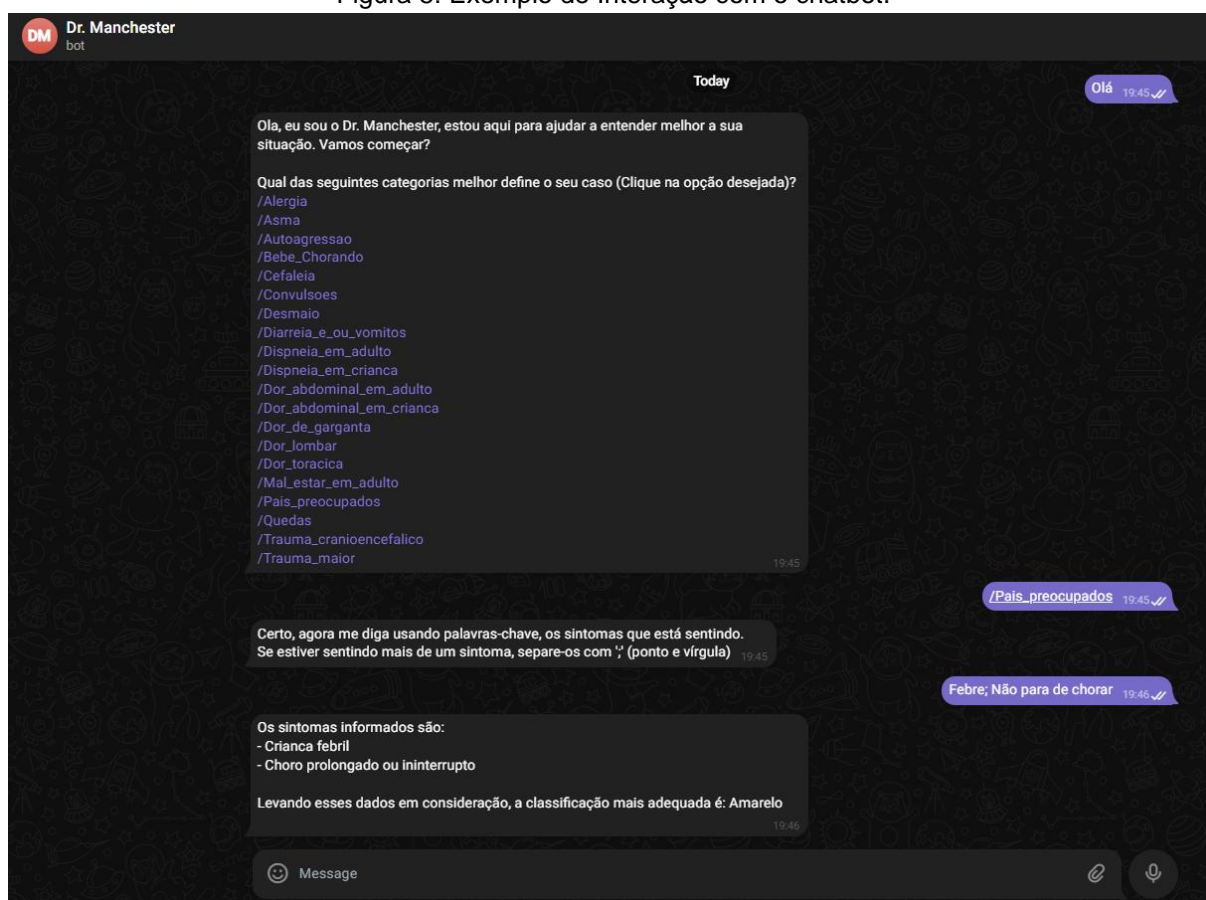 Figura 3. Exemplo de interação com o chatbot.
DM
Dr. Manchester
bot
Today
Olá 19:45
Ola, eu sou o Dr. Manchester, estou aqui para ajudar a entender melhor a sua
situação. Vamos começar?
Qual das seguintes categorias melhor define o seu caso (Clique na opção desejada)?
/Alergia
/Asma
/Autoagressao
/Bebe_Chorando
/Cefaleia
/Convulsoes
/Desmaio
/Diarreia_e_ou_vomitos
/Dispneia_em_adulto
/Dispneia_em_crianca
/Dor_abdominal_em_adulto
/Dor_abdominal_em_crianca
/Dor_de_garganta
/Dor_lombar
/Dor_toracica
/Mal_estar_em_adulto
/Pais_preocupados
/Quedas
/Trauma_cranioencefalico
/Trauma_maior
19:45
/Pais_preocupados 19:45
Certo, agora me diga usando palavras-chave, os sintomas que está sentindo.
Se estiver sentindo mais de um sintoma, separe-os com ';' (ponto e vírgula) 19:45
Febre; Não para de chorar 19:46
Os sintomas informados são:
- Crianca febril
- Choro prolongado ou ininterrupto
Levando esses dados em consideração, a classificação mais adequada é: Amarelo
19:46
Message